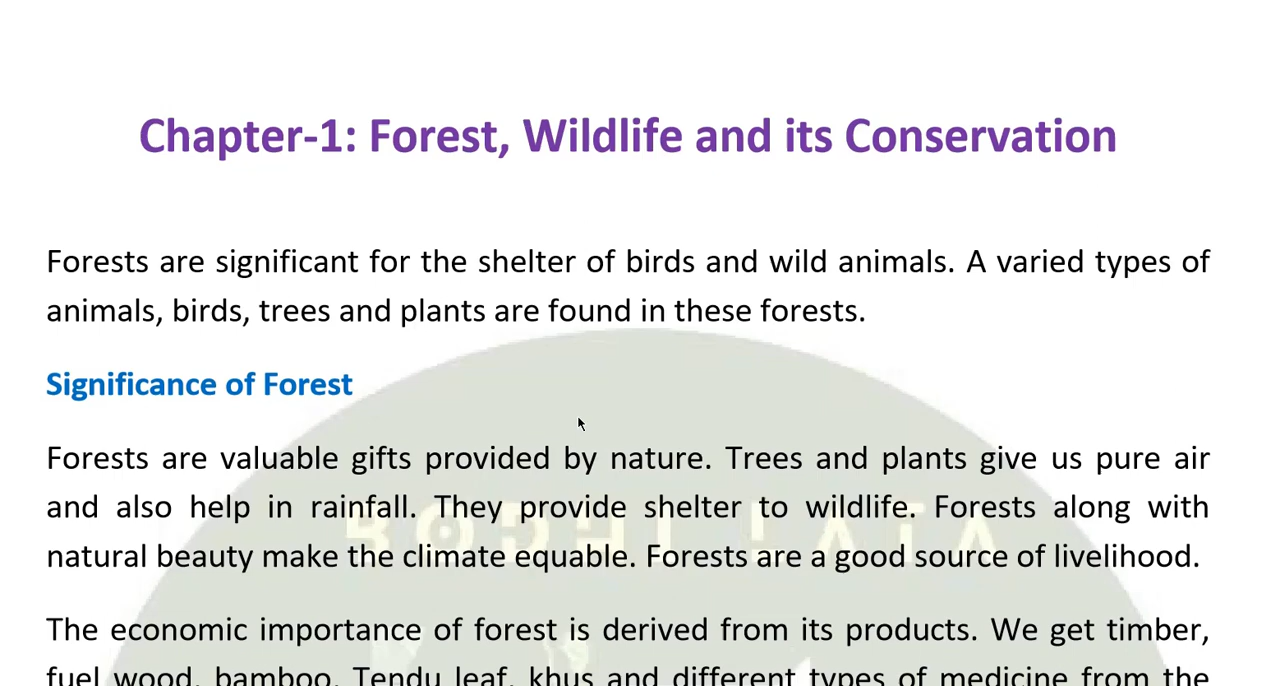 Chapter-1: Forest, Wildlife and its Conservation
Forests are significant for the shelter of birds and wild animals. A varied types of
animals, birds, trees and plants are found in these forests.
Significance of Forest
Forests are valuable gifts provided by nature. Trees and plants give us pure air
and also help in rainfall. They provide shelter to wildlife. Forests along with
natural beauty make the climate equable. Forests are a good source of livelihood.
The economic importance of forest is derived from its products. We get timber,
fuel wood, bamboo, Tendu leaf, khus and different types of medicine from the